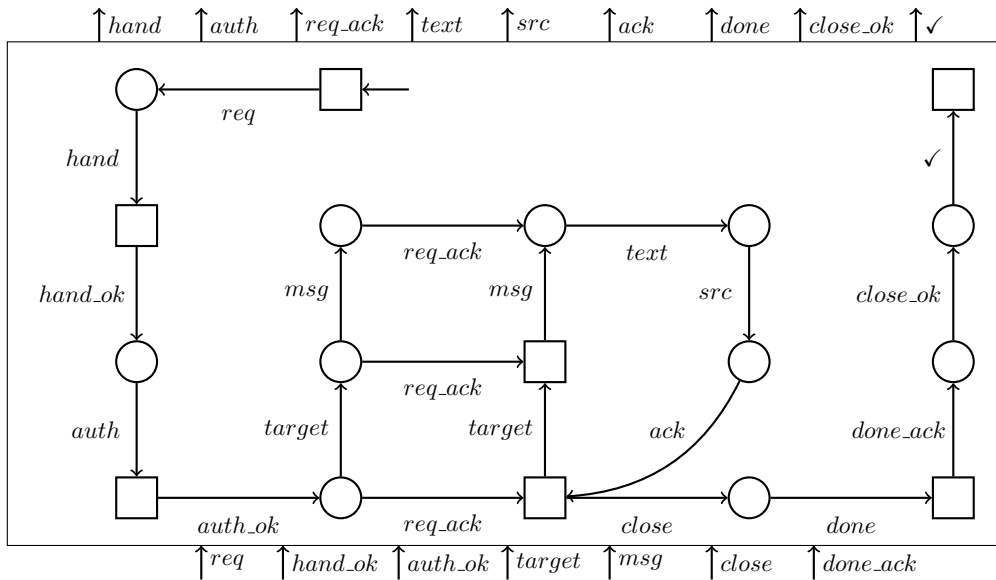 hand auth req_ack text src ack done close_ok ✓
req
hand ✓
req_ack text
hand_ok msg msg src close_ok
req_ack
auth target target ack done_ack
auth_ok req_ack close done
req hand_ok auth_ok target msg close done_ack